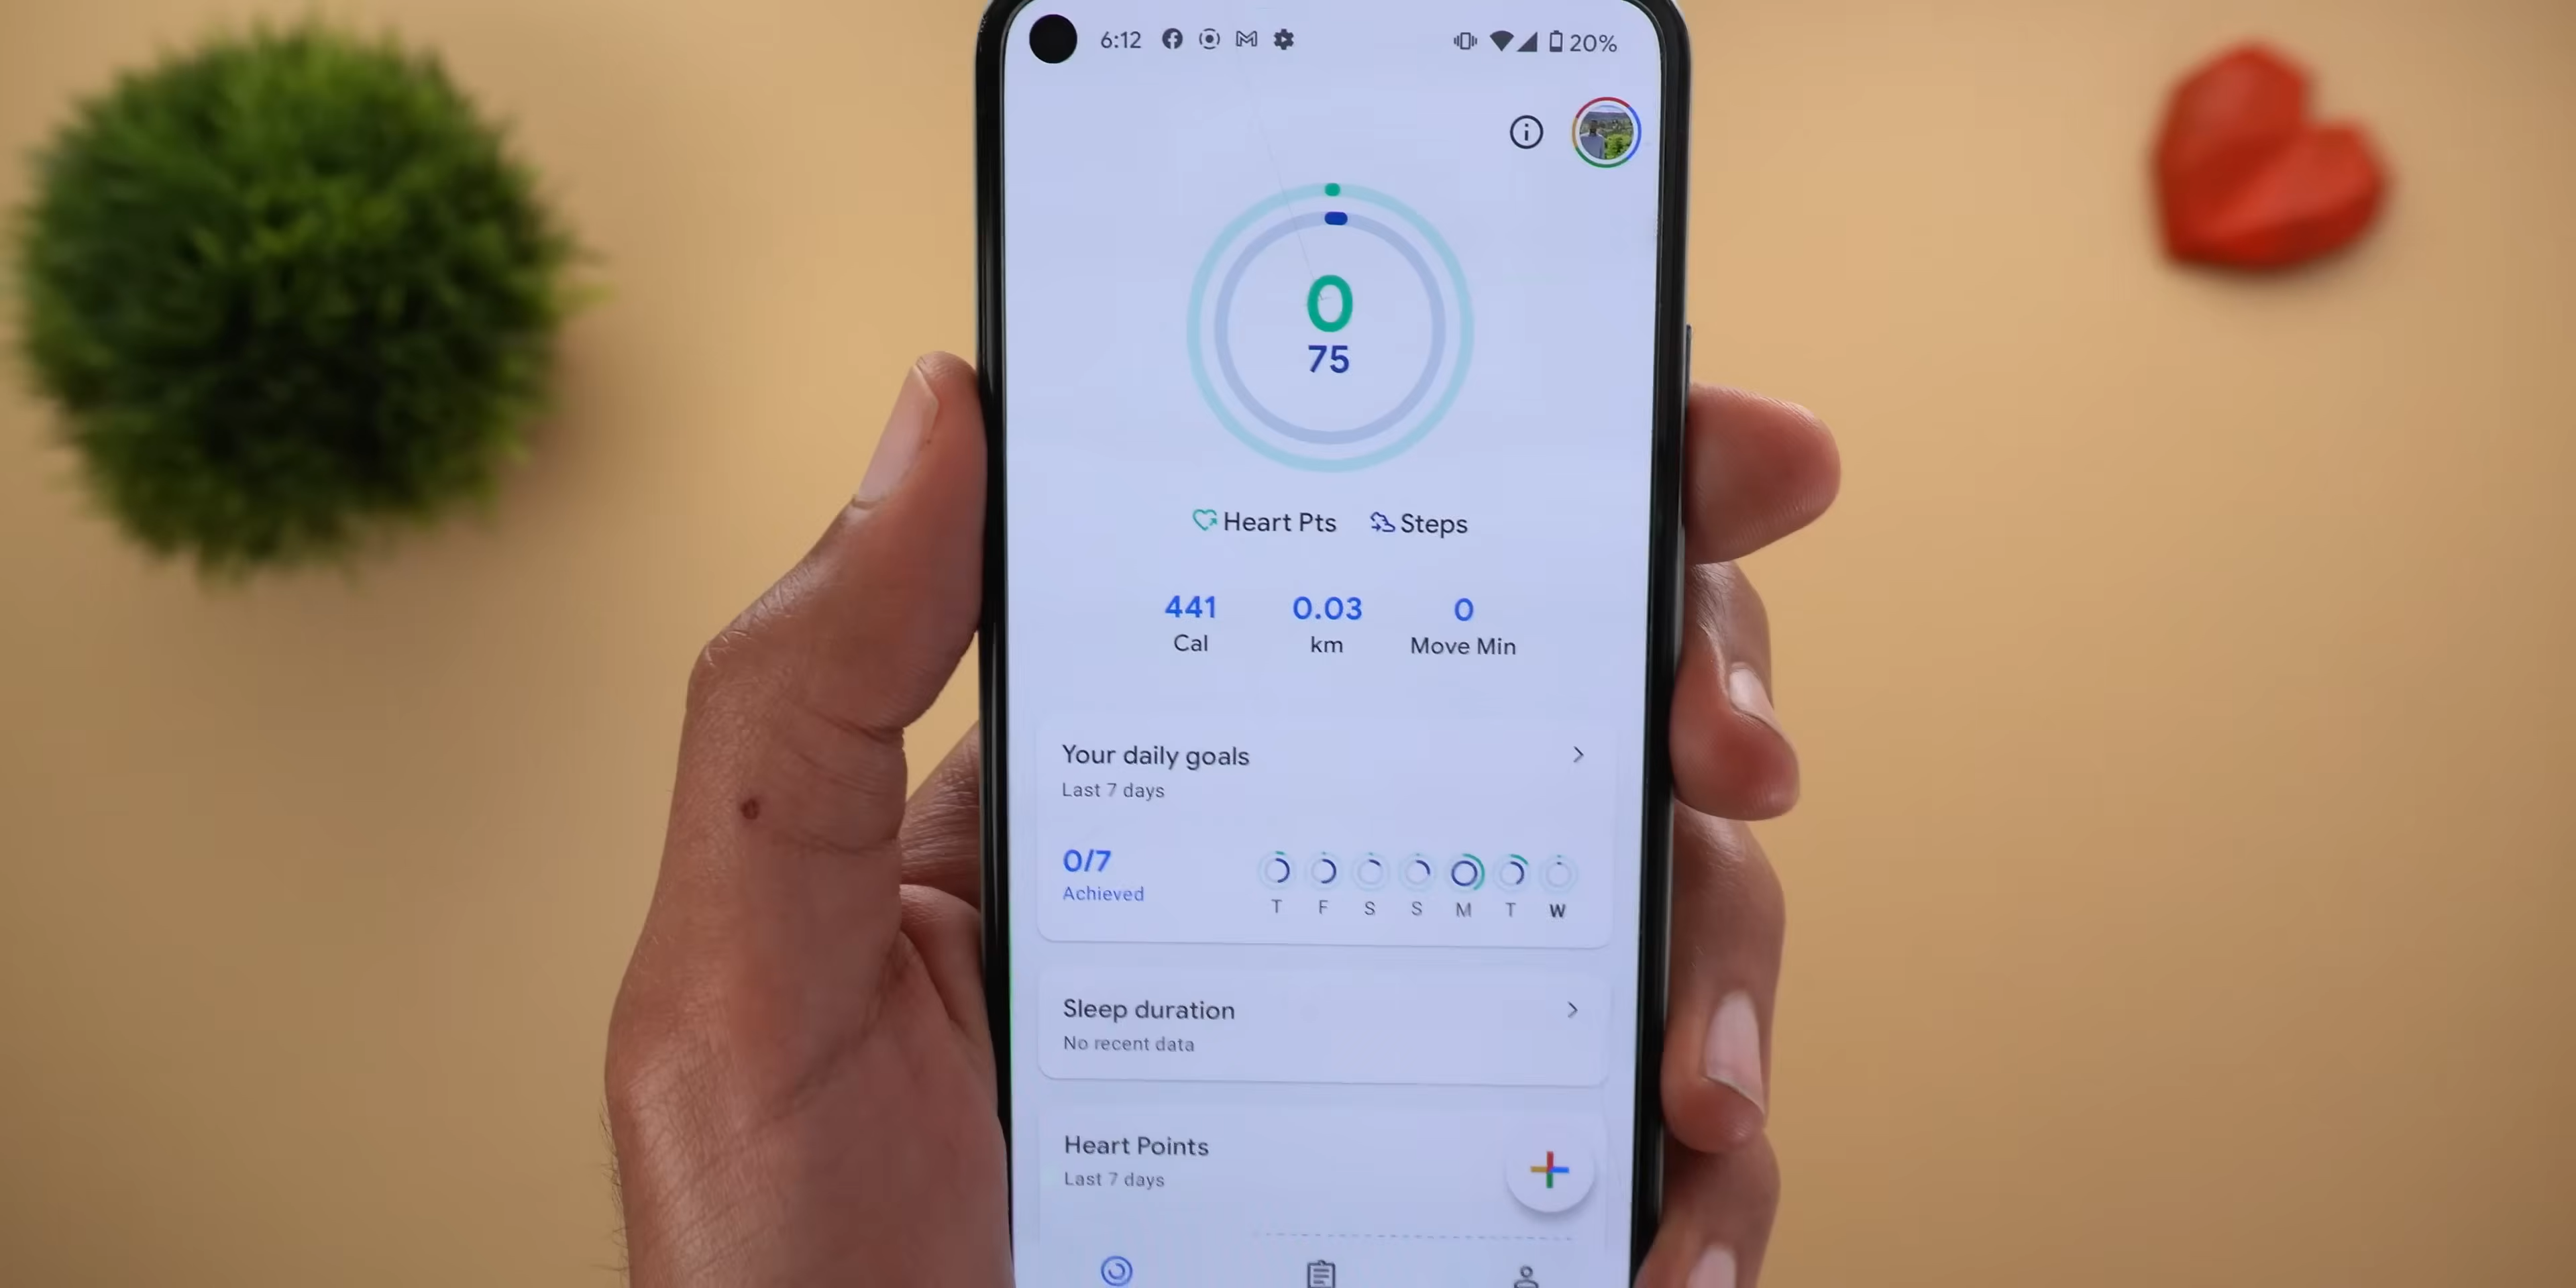 6:12 20%
0
75
Heart Pts Steps
441 0.03 0
Cal km Move Min
Your daily goals
Last 7 days
0/7
Achieved
T F S S M T W
Sleep duration
No recent data
Heart Points
Last 7 days